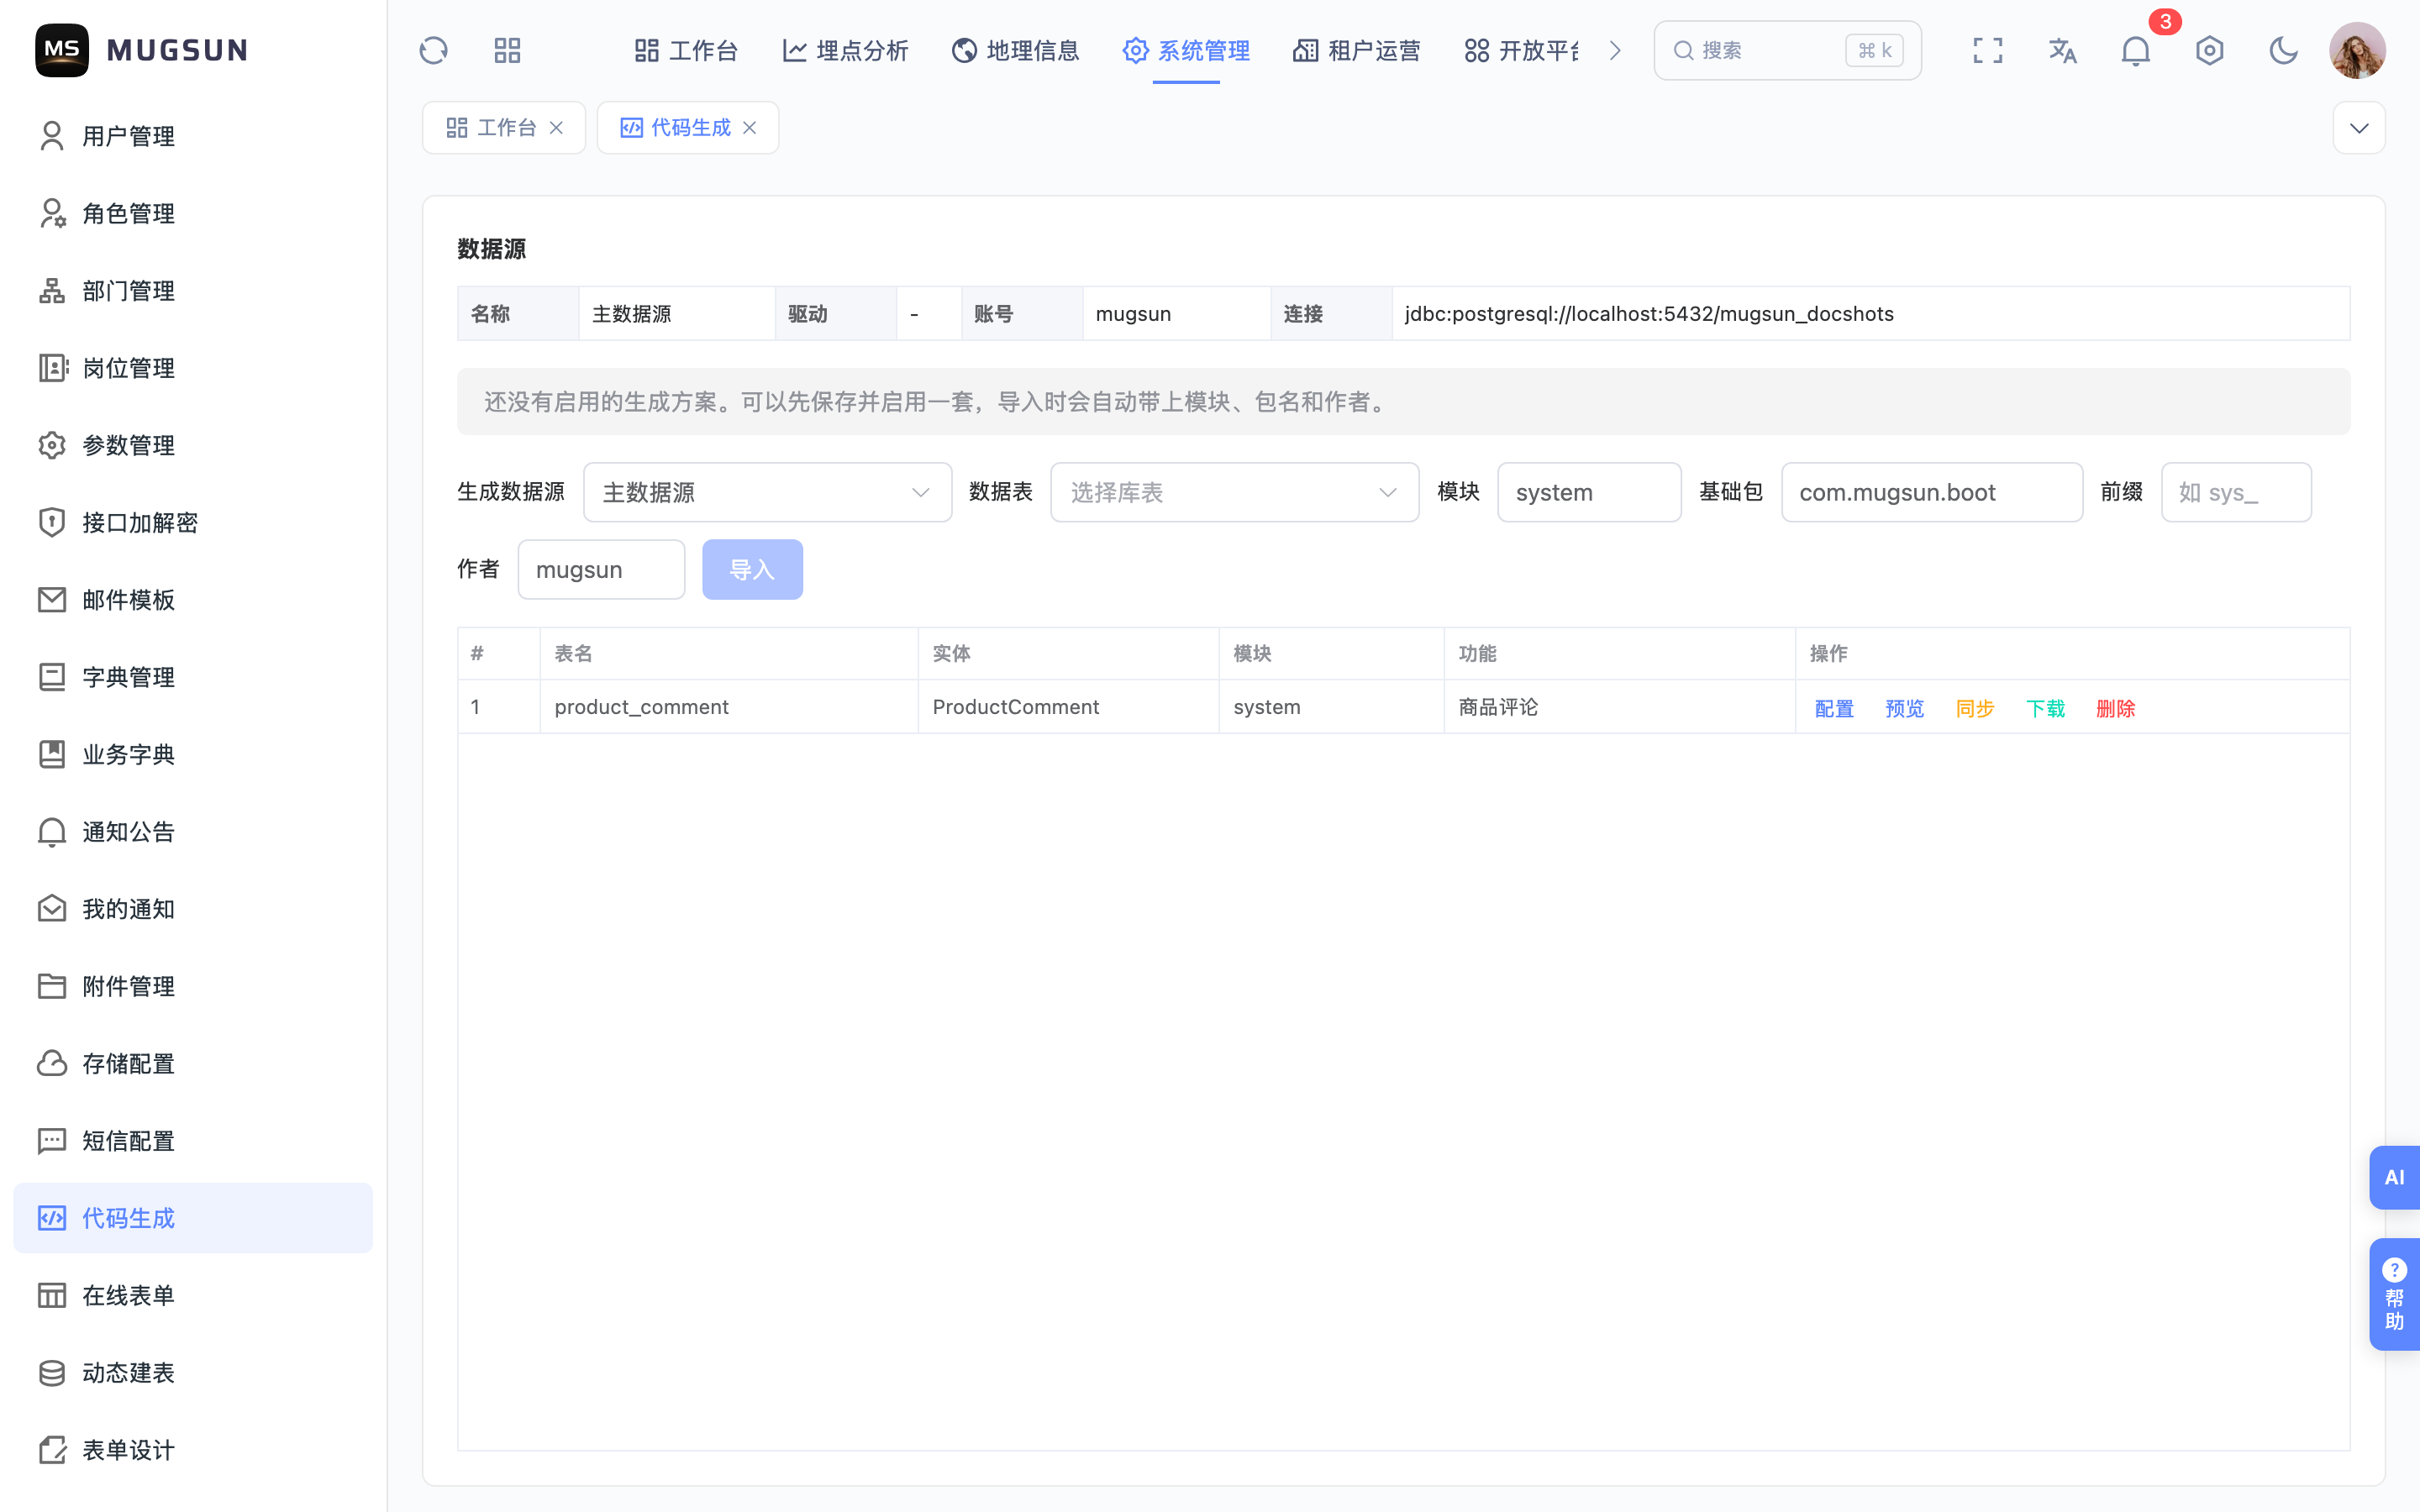 MS MUGSUN
工作台 埋点分析 地理信息 系统管理 租户运营 开放平台 搜索 ⌘ k 3
工作台 代码生成
用户管理
角色管理
部门管理
岗位管理
参数管理
接口加解密
邮件模板
字典管理
业务字典
通知公告
我的通知
附件管理
存储配置
短信配置
代码生成
在线表单
动态建表
表单设计
数据源
名称 主数据源 驱动 - 账号 mugsun 连接 jdbc:postgresql://localhost:5432/mugsun_docshots
还没有启用的生成方案。可以先保存并启用一套，导入时会自动带上模块、包名和作者。
生成数据源 主数据源 数据表 选择库表 模块 system 基础包 com.mugsun.boot 前缀 如 sys_
作者 mugsun 导入
# 表名 实体 模块 功能 操作
1 product_comment ProductComment system 商品评论 配置 预览 同步 下载 删除
AI
?
帮
助